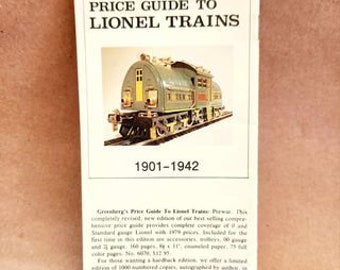 PRICE GUIDE TO
LIONEL TRAINS
1901-1942
Greenberg's Price Guide To Lionel Trains: Prewar. This
completely revised, new edition of our best selling compre-
hensive price guide provides complete coverage of 0 and
Standard gauge Lionel with 1979 prices. Included for the
first time in this edition are accessories, trolleys, 00 gauge
and 2⅞ gauge. 160 pages, 8½ x 11", enameled paper, 75 full
color pages. No. 6070, $12.95
For those wanting a hardback edition, we offer a limited
edition of 1000 numbered copies, autographed by author, in